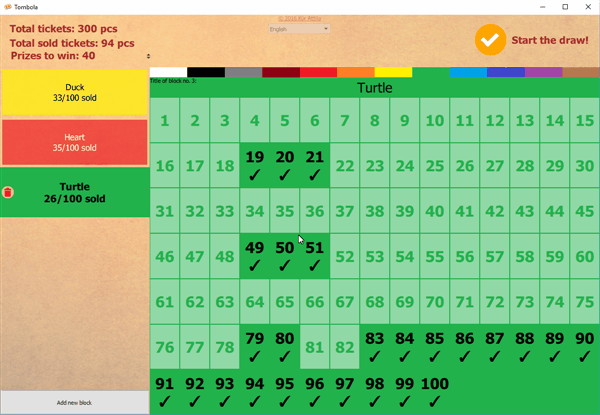 Tombola
Total tickets: 300 pcs
Total sold tickets: 94 pcs
Prizes to win: 40
English
Start the draw!
Duck
33/100 sold
Heart
35/100 sold
Turtle
26/100 sold
Add new block
Title of block no. 3:
Turtle
1 2 3 4 5 6 7 8 9 10 11 12 13 14 15
16 17 18 19 20 21 22 23 24 25 26 27 28 29 30
31 32 33 34 35 36 37 38 39 40 41 42 43 44 45
46 47 48 49 50 51 52 53 54 55 56 57 58 59 60
61 62 63 64 65 66 67 68 69 70 71 72 73 74 75
76 77 78 79 80 81 82 83 84 85 86 87 88 89 90
91 92 93 94 95 96 97 98 99 100